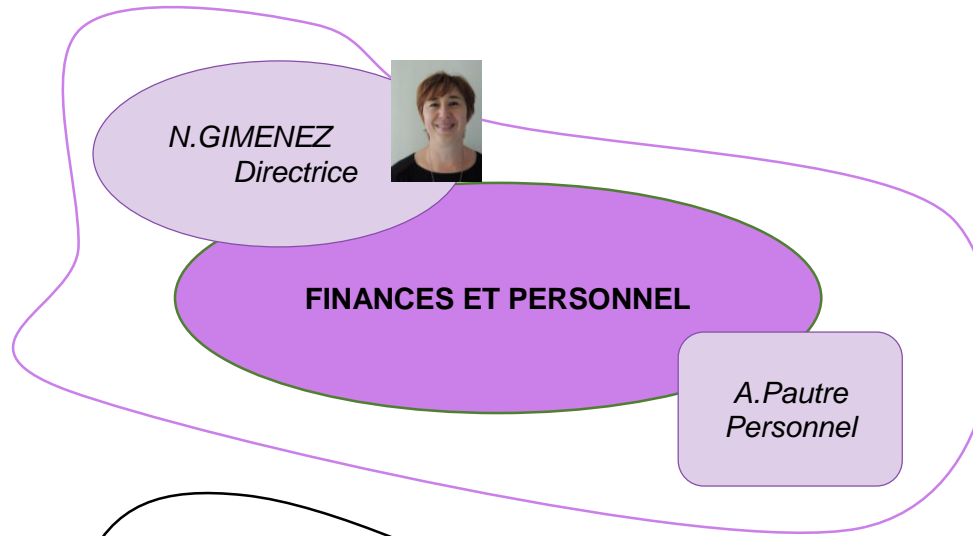 N.GIMENEZ
Directrice
FINANCES ET PERSONNEL
A.Pautre
Personnel